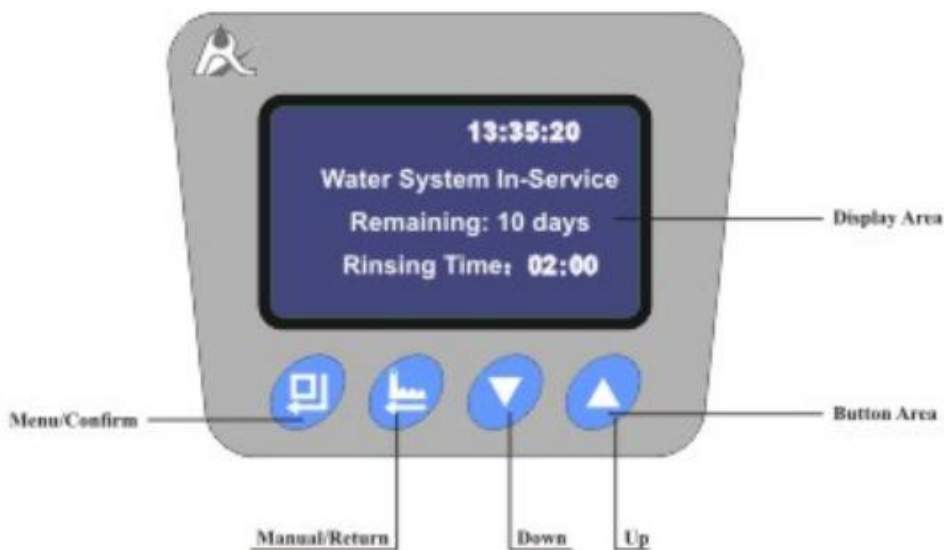 13:35:20
Water System In-Service
Remaining: 10 days
Display Area
Rinsing Time: 02:00
Menu/Confirm
Button Area
Manual/Return
Down
Up